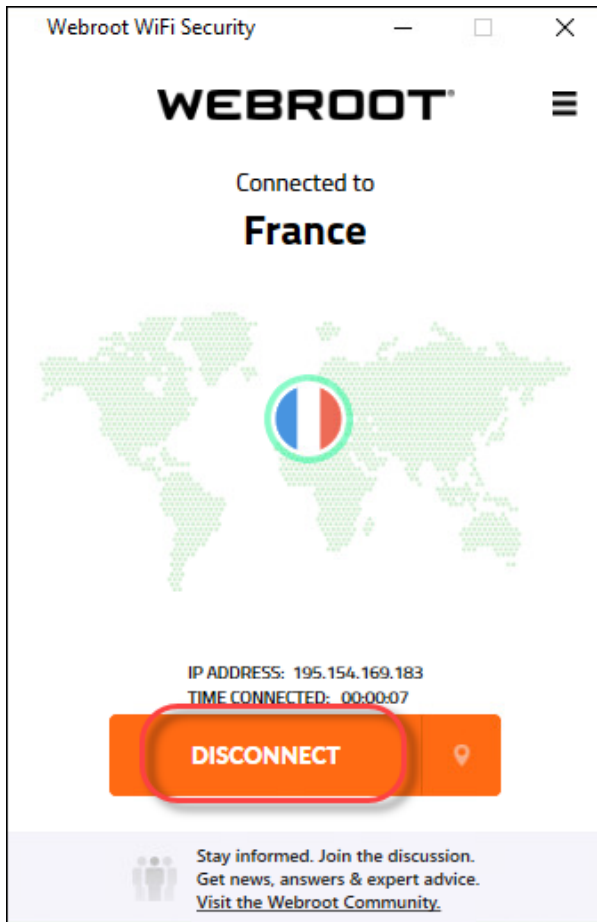 Webroot WiFi Security
WEBROOT®
Connected to
France
IP ADDRESS: 195.154.169.183
TIME CONNECTED: 00:00:07
DISCONNECT
Stay informed. Join the discussion.
Get news, answers & expert advice.
Visit the Webroot Community.